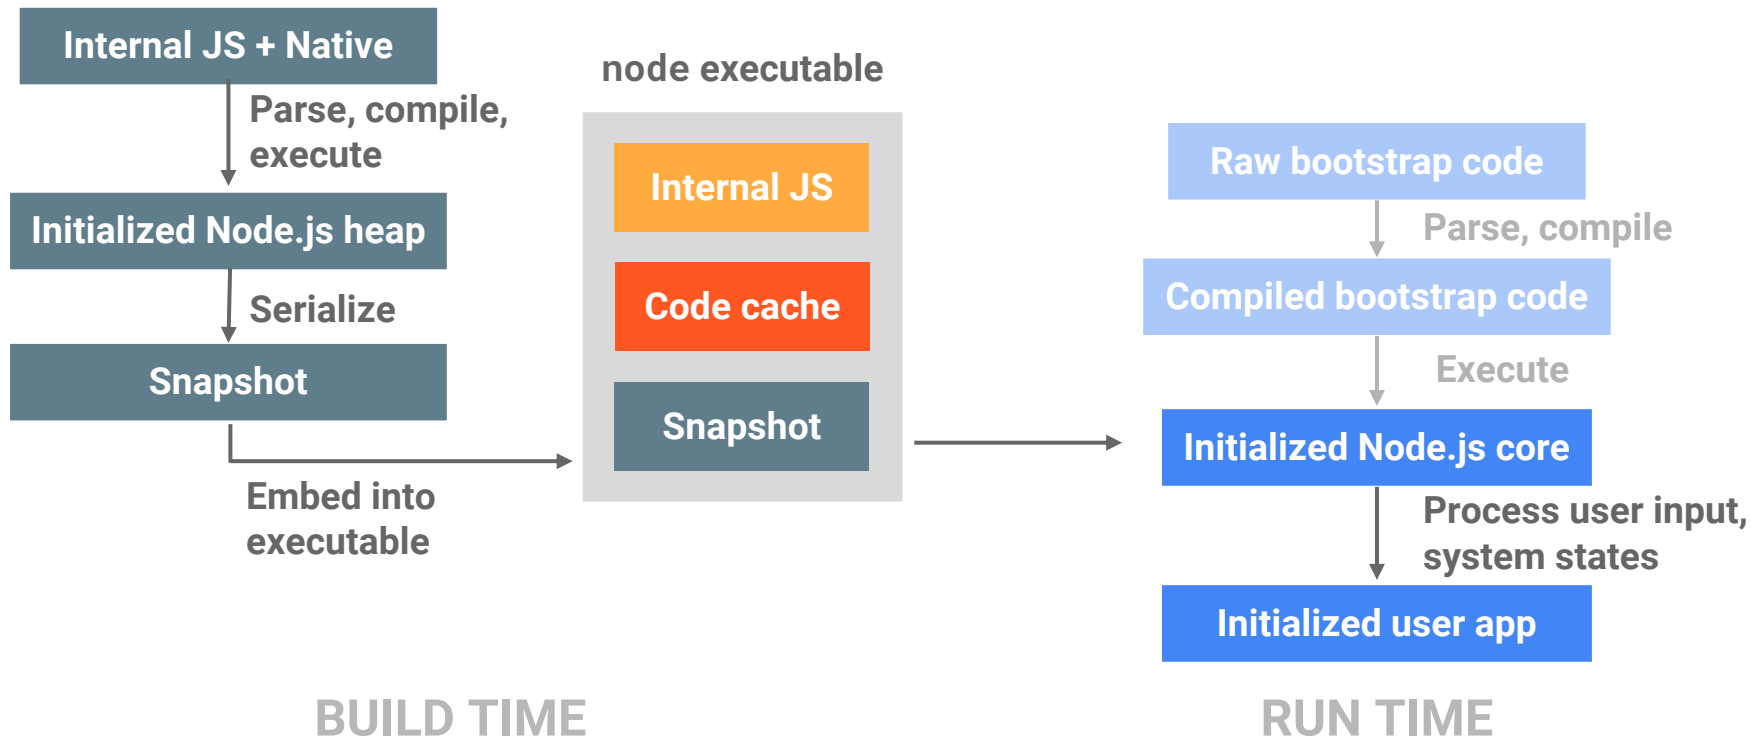 Internal JS + Native
Parse, compile,
execute
Initialized Node.js heap
Serialize
Snapshot
Embed into
executable
node executable
Internal JS
Code cache
Snapshot
Raw bootstrap code
Parse, compile
Compiled bootstrap code
Execute
Initialized Node.js core
Process user input,
system states
Initialized user app
BUILD TIME
RUN TIME